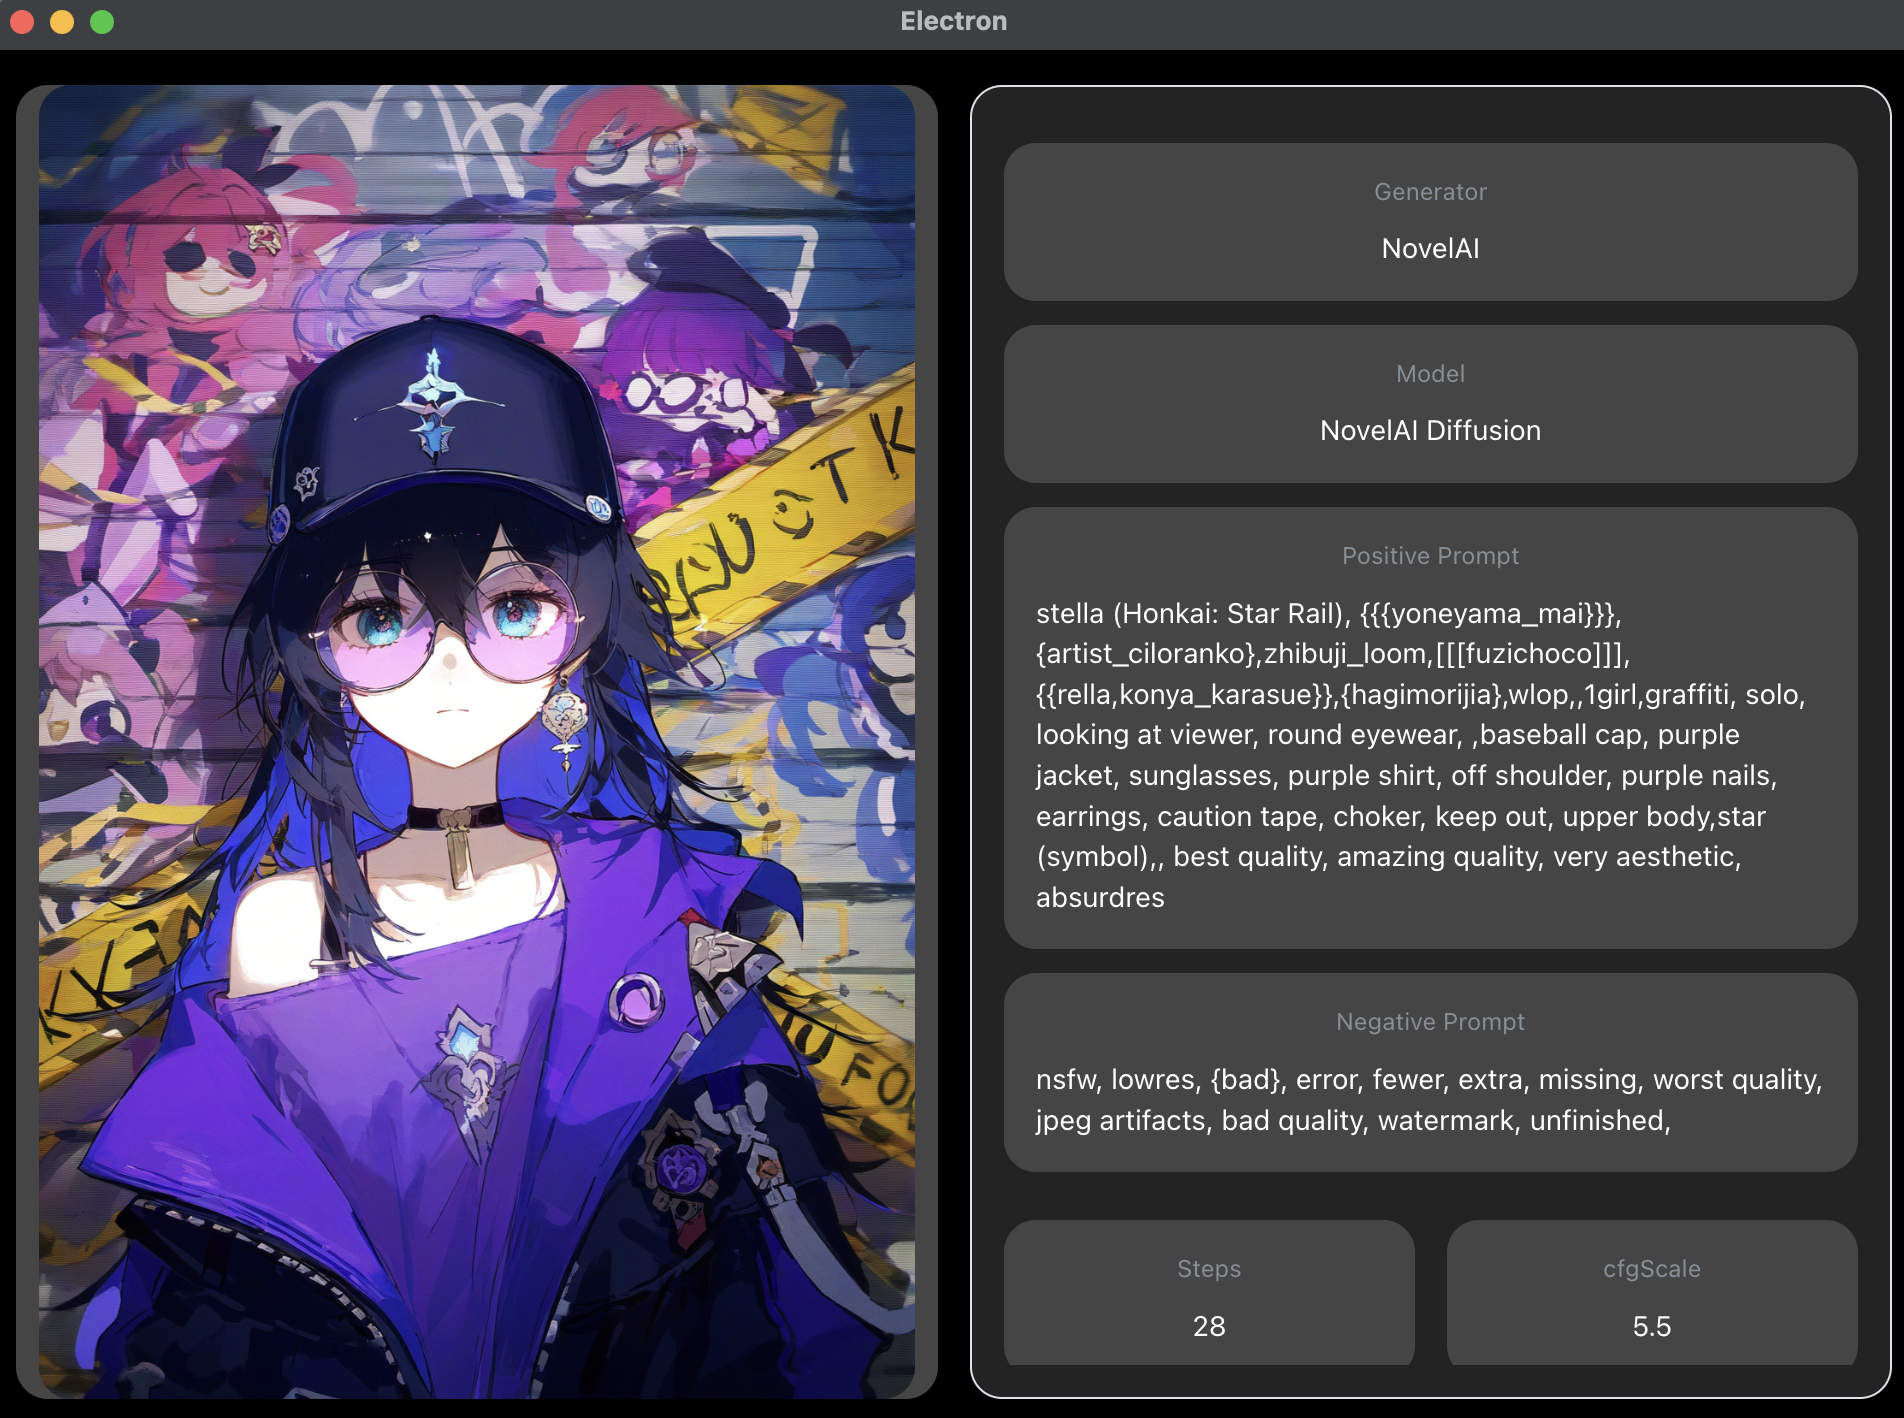 Electron
Generator
NovelAI
Model
NovelAI Diffusion
Positive Prompt
stella (Honkai: Star Rail), {{{yoneyama_mai}}},
{artist_ciloranko},zhibuji_loom,[[[fuzichoco]]],
{{rella,konya_karasue}},{hagimorijia},wlop,,1girl,graffiti, solo,
looking at viewer, round eyewear, ,baseball cap, purple
jacket, sunglasses, purple shirt, off shoulder, purple nails,
earrings, caution tape, choker, keep out, upper body,star
(symbol),, best quality, amazing quality, very aesthetic,
absurdres
Negative Prompt
nsfw, lowres, {bad}, error, fewer, extra, missing, worst quality,
jpeg artifacts, bad quality, watermark, unfinished,
Steps
28
cfgScale
5.5